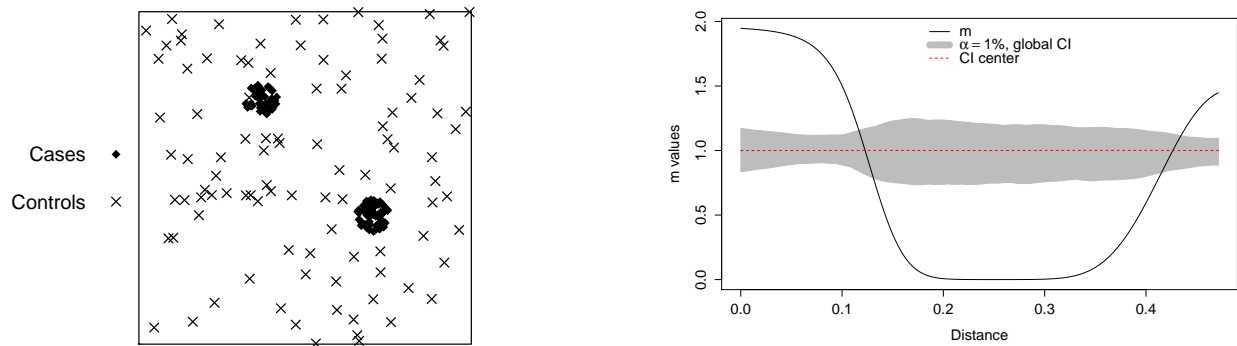 Cases
Controls
m
α = 1%, global CI
CI center
m values
2.0
1.5
1.0
0.5
0.0
0.0 0.1 0.2 0.3 0.4
Distance